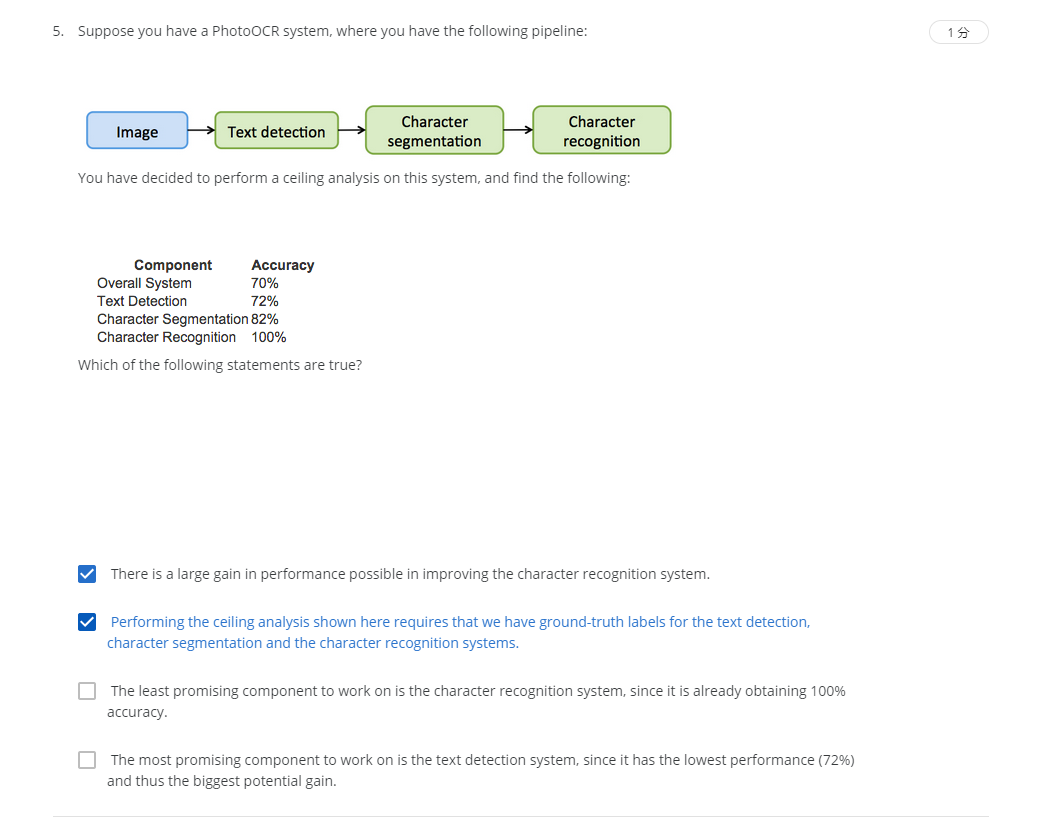 5. Suppose you have a PhotoOCR system, where you have the following pipeline:
1 分
Image
Text detection
Character
segmentation
Character
recognition
You have decided to perform a ceiling analysis on this system, and find the following:
Component Accuracy
Overall System 70%
Text Detection 72%
Character Segmentation 82%
Character Recognition 100%
Which of the following statements are true?
There is a large gain in performance possible in improving the character recognition system.
Performing the ceiling analysis shown here requires that we have ground-truth labels for the text detection,
character segmentation and the character recognition systems.
The least promising component to work on is the character recognition system, since it is already obtaining 100%
accuracy.
The most promising component to work on is the text detection system, since it has the lowest performance (72%)
and thus the biggest potential gain.